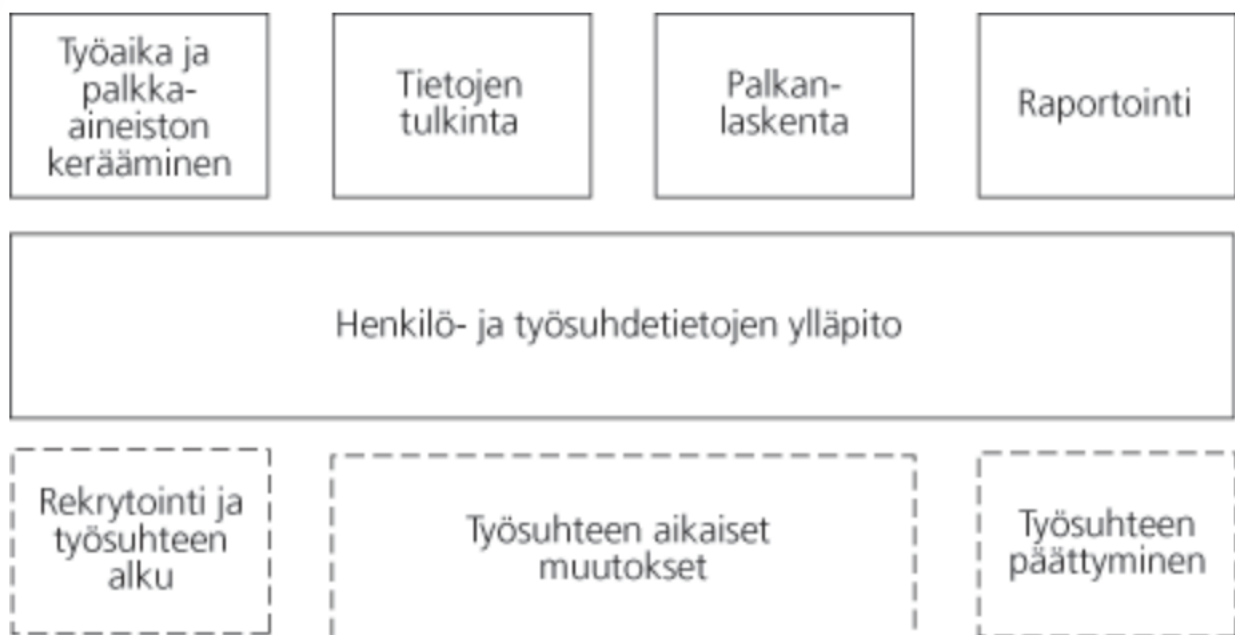 Työaika ja
palkka-
aineiston
kerääminen
Tietojen
tulkinta
Palkan-
laskenta
Raportointi
Henkilö- ja työsuhdetietojen ylläpito
Rekrytointi ja
työsuhteen
alku
Työsuhteen aikaiset
muutokset
Työsuhteen
päättyminen